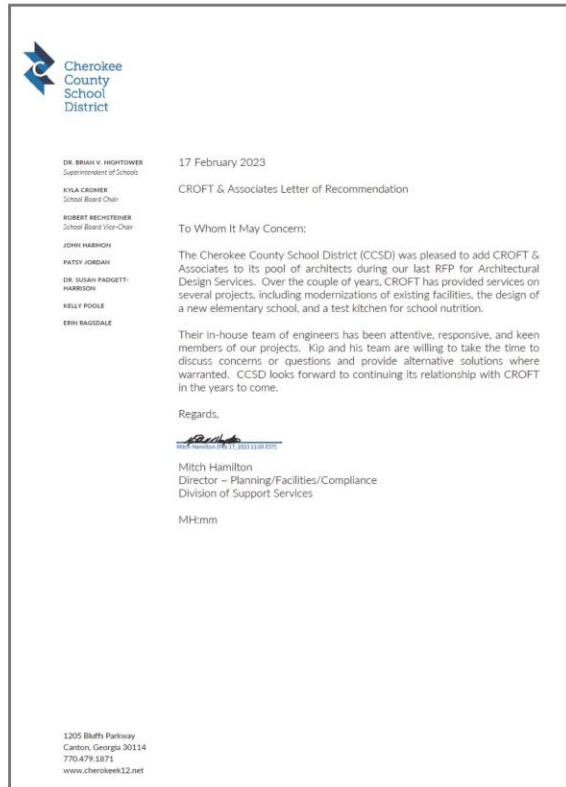 Cherokee
County
School
District
DR. BRIAN V. HIGHTOWER
Superintendent of Schools
KYLA CROMER
School Board Chair
ROBERT RECHSTEINER
School Board Vice-Chair
JOHN HARMON
PATSY JORDAN
DR. SUSAN PADGETT-
HARRISON
KELLY POOLE
ERIN RAGSDALE
17 February 2023
CROFT & Associates Letter of Recommendation
To Whom It May Concern:
The Cherokee County School District (CCSD) was pleased to add CROFT &
Associates to its pool of architects during our last RFP for Architectural
Design Services. Over the couple of years, CROFT has provided services on
several projects, including modernizations of existing facilities, the design of
a new elementary school, and a test kitchen for school nutrition.
Their in-house team of engineers has been attentive, responsive, and keen
members of our projects. Kip and his team are willing to take the time to
discuss concerns or questions and provide alternative solutions where
warranted. CCSD looks forward to continuing its relationship with CROFT
in the years to come.
Regards,
Mitch Hamilton (Feb 17, 2023 11:05 EST)
Mitch Hamilton
Director – Planning/Facilities/Compliance
Division of Support Services
MH:mm
1205 Bluffs Parkway
Canton, Georgia 30114
770.479.1871
www.cherokeek12.net